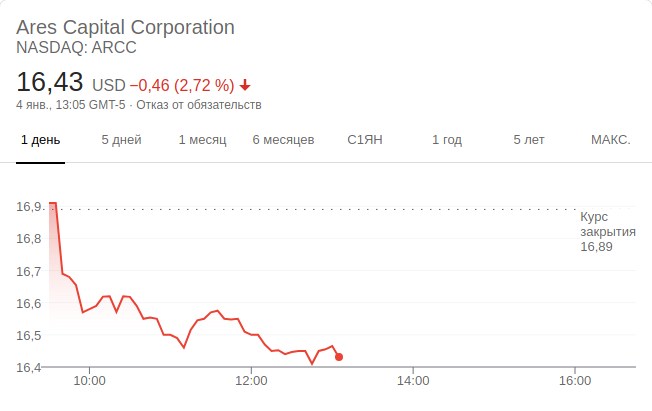 Ares Capital Corporation
NASDAQ: ARCC
16,43 USD −0,46 (2,72 %)
4 янв., 13:05 GMT-5 · Отказ от обязательств
1 день 5 дней 1 месяц 6 месяцев С1ЯН 1 год 5 лет МАКС.
16,9
16,8
16,7
16,6
16,5
16,4
Курс
закрытия
16,89
10:00 12:00 14:00 16:00